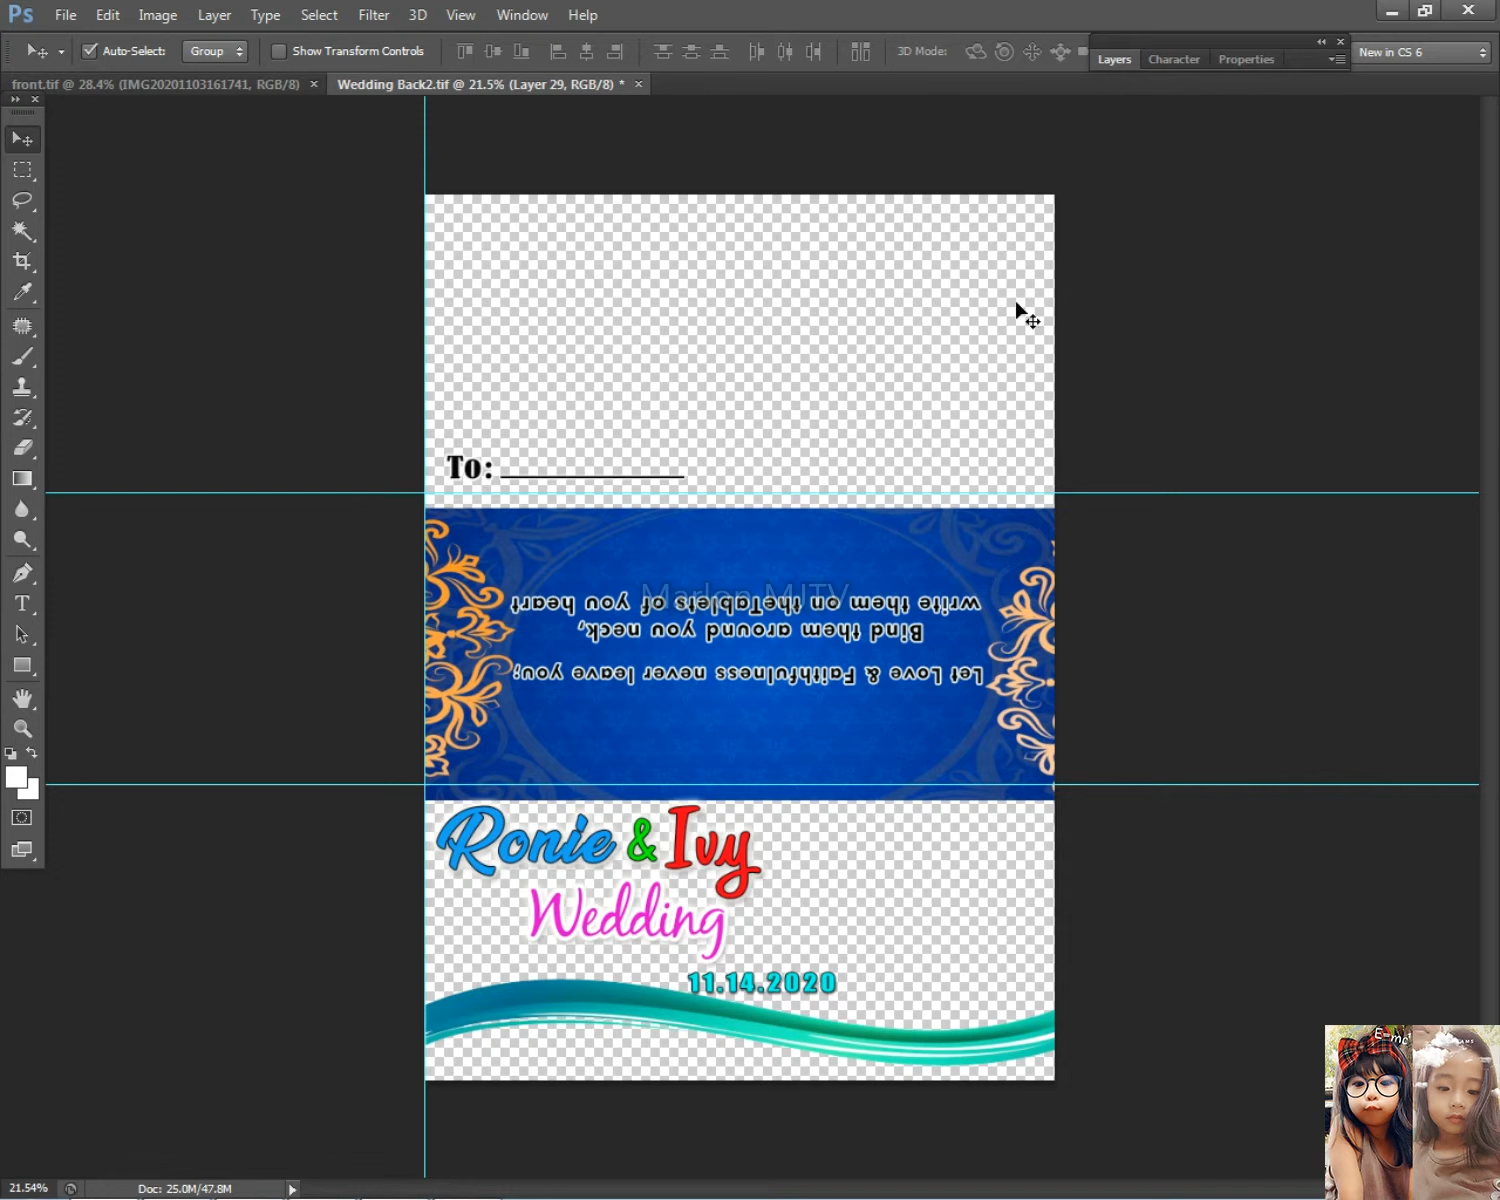 Ps File Edit Image Layer Type Select Filter 3D View Window Help
Auto-Select: Group Show Transform Controls 3D Mode: New in CS 6
Layers Character Properties
front.tif @ 28.4% (IMG20201103161741, RGB/8) × Wedding Back2.tif @ 21.5% (Layer 29, RGB/8) * ×
To:
Marlon MJTV
Let Love & Faithfulness never leave you;
Bind them around you neck,
write them on theTablets of you heart
Ronie & Ivy
Wedding
11.14.2020
E=mc
21.54% Doc: 25.0M/47.8M